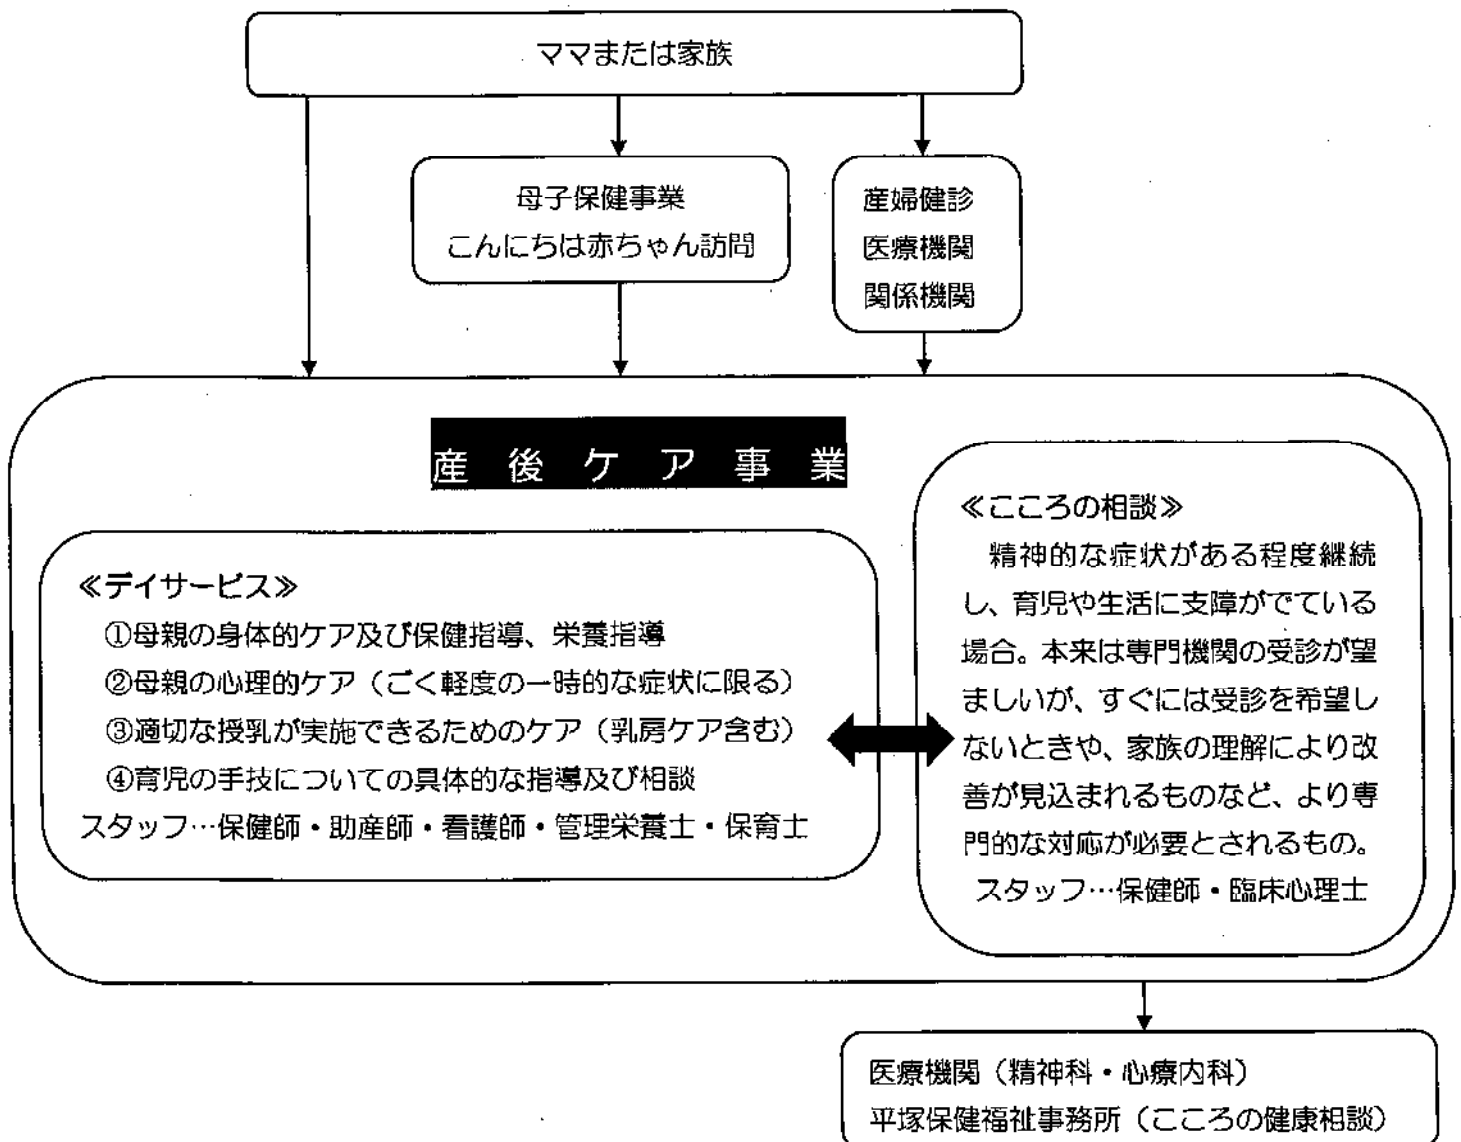 ママまたは家族
母子保健事業
こんにちは赤ちゃん訪問
産婦健診
医療機関
関係機関
産後ケア事業
≪デイサービス≫
①母親の身体的ケア及び保健指導、栄養指導
②母親の心理的ケア（ごく軽度の一時的な症状に限る）
③適切な授乳が実施できるためのケア（乳房ケア含む）
④育児の手技についての具体的な指導及び相談
スタッフ…保健師・助産師・看護師・管理栄養士・保育士
≪こころの相談≫
精神的な症状がある程度継続
し、育児や生活に支障がでている
場合。本来は専門機関の受診が望
ましいが、すぐには受診を希望し
ないときや、家族の理解により改
善が見込まれるものなど、より専
門的な対応が必要とされるもの。
スタッフ…保健師・臨床心理士
医療機関（精神科・心療内科）
平塚保健福祉事務所（こころの健康相談）